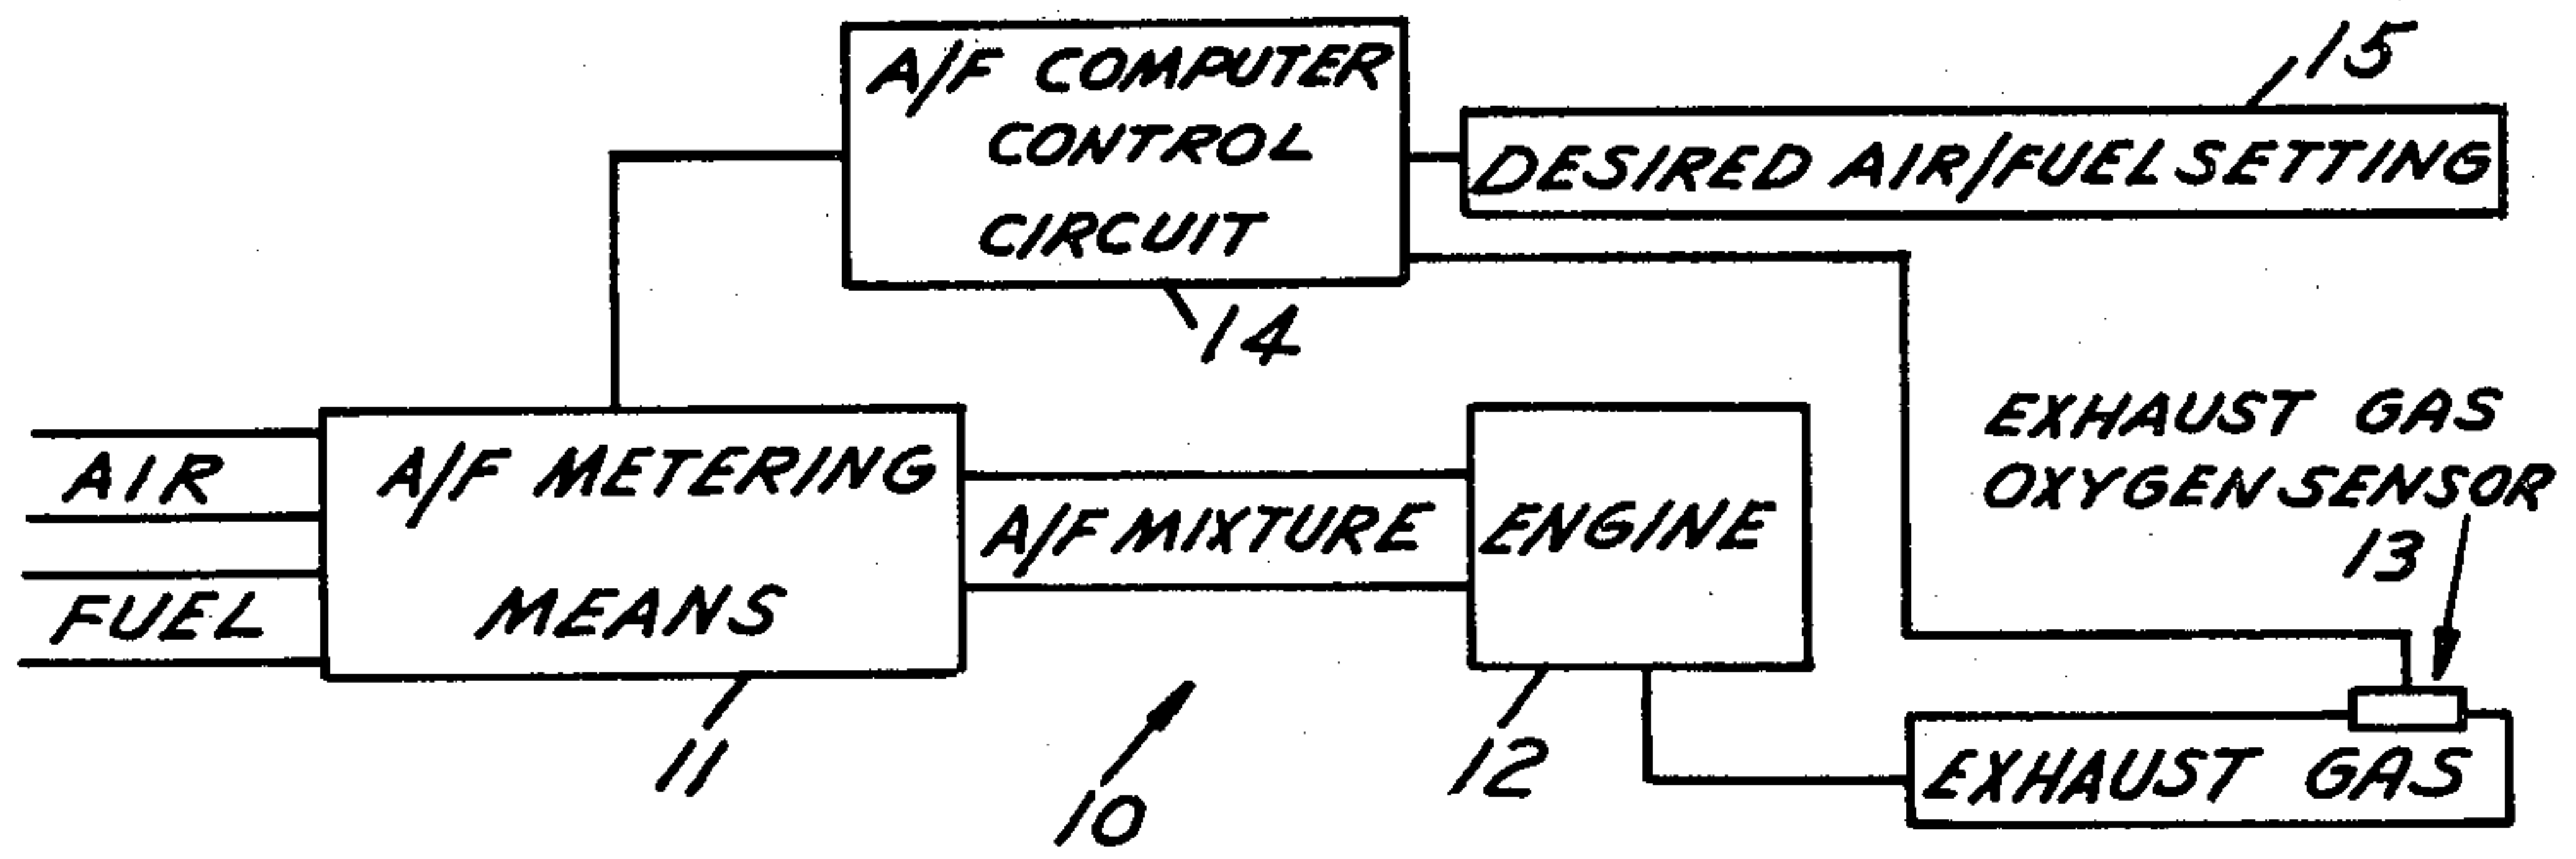 A/F COMPUTER
CONTROL
CIRCUIT
14
15
DESIRED AIR/FUEL SETTING
AIR
FUEL
A/F METERING
MEANS
11
A/F MIXTURE
10
ENGINE
12
EXHAUST GAS
OXYGEN SENSOR
13
EXHAUST GAS